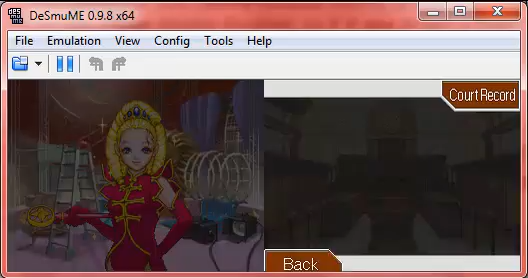 DeSmuME 0.9.8 x64
File Emulation View Config Tools Help
Court Record
Back